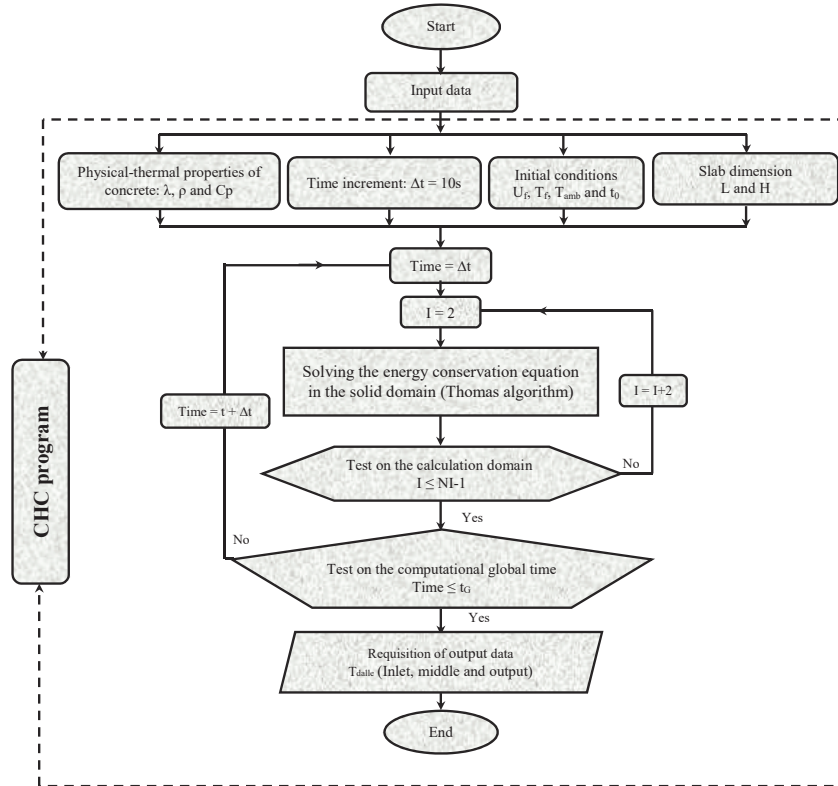 Start
Input data
Physical-thermal properties of
concrete: λ, ρ and Cp
Time increment: Δt = 10s
Initial conditions
Uf, Tf, Tamb and t0
Slab dimension
L and H
Time = Δt
I = 2
Solving the energy conservation equation
in the solid domain (Thomas algorithm)
I = I+2
Time = t + Δt
CHC program
Test on the calculation domain
I ≤ NI-1
No
Yes
No
Test on the computational global time
Time ≤ tG
Yes
Requisition of output data
Tdalle (Inlet, middle and output)
End